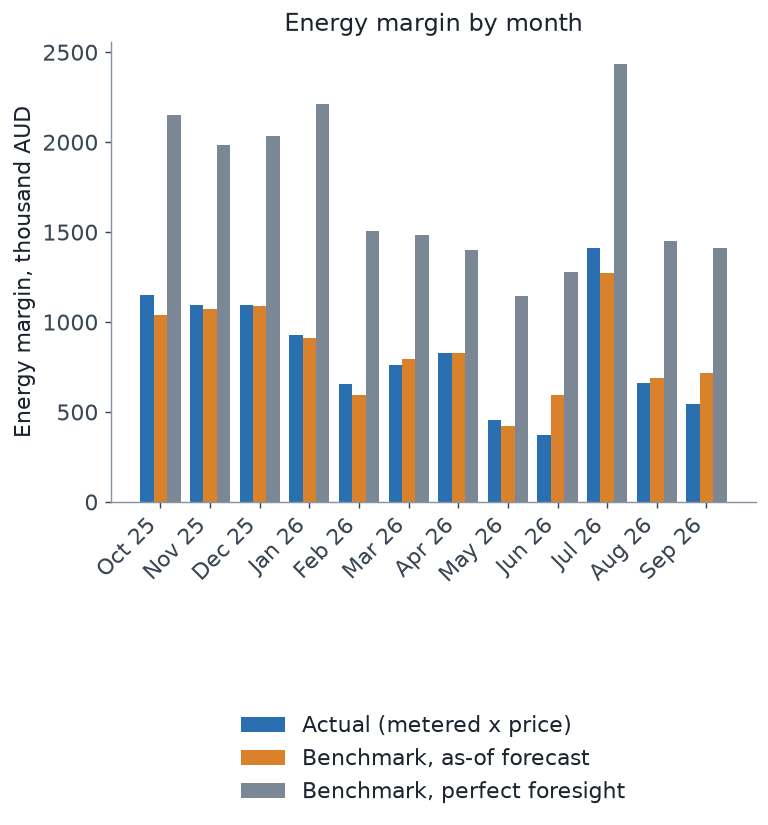 Energy margin by month
Energy margin, thousand AUD
2500
2000
1500
1000
500
0
Oct 25
Nov 25
Dec 25
Jan 26
Feb 26
Mar 26
Apr 26
May 26
Jun 26
Jul 26
Aug 26
Sep 26
Actual (metered x price)
Benchmark, as-of forecast
Benchmark, perfect foresight